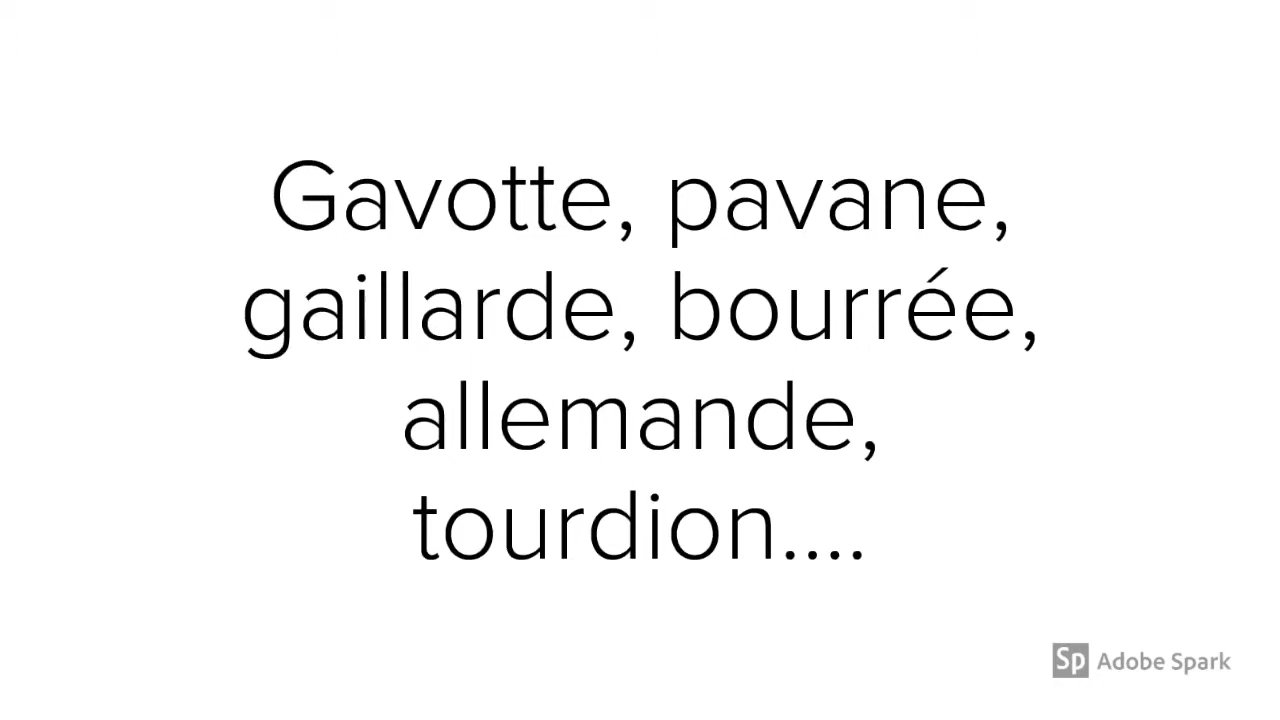 Gavotte, pavane,
gaillarde, bourrée,
allemande,
tourdion....
Sp Adobe Spark